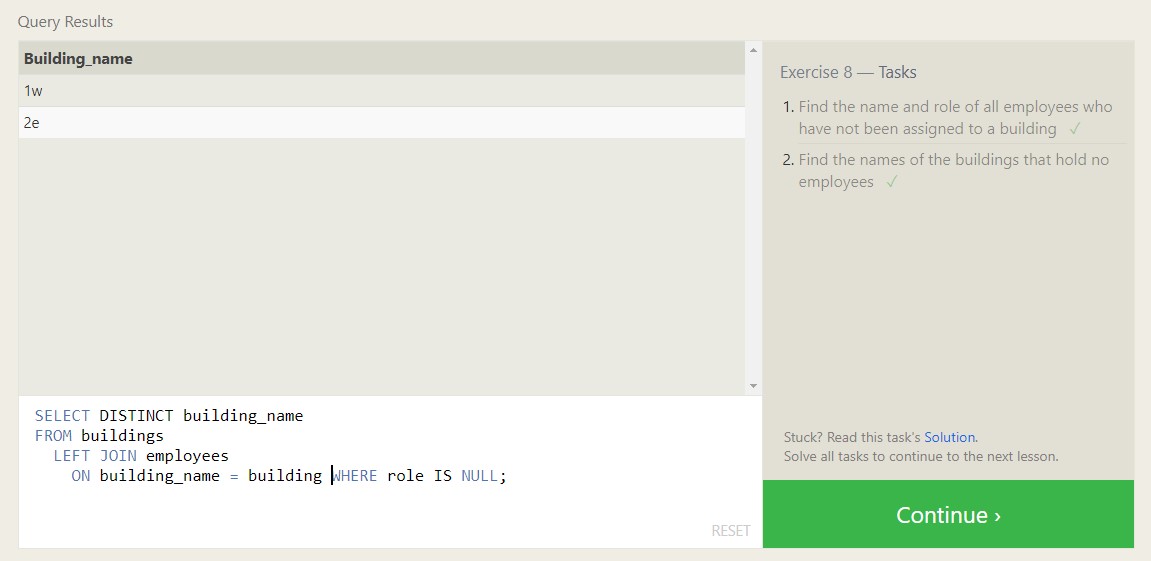 Query Results
Building_name
1w
2e
SELECT DISTINCT building_name
FROM buildings
LEFT JOIN employees
ON building_name = building WHERE role IS NULL;
RESET
Exercise 8 — Tasks
1. Find the name and role of all employees who
have not been assigned to a building ✓
2. Find the names of the buildings that hold no
employees ✓
Stuck? Read this task's Solution.
Solve all tasks to continue to the next lesson.
Continue ›